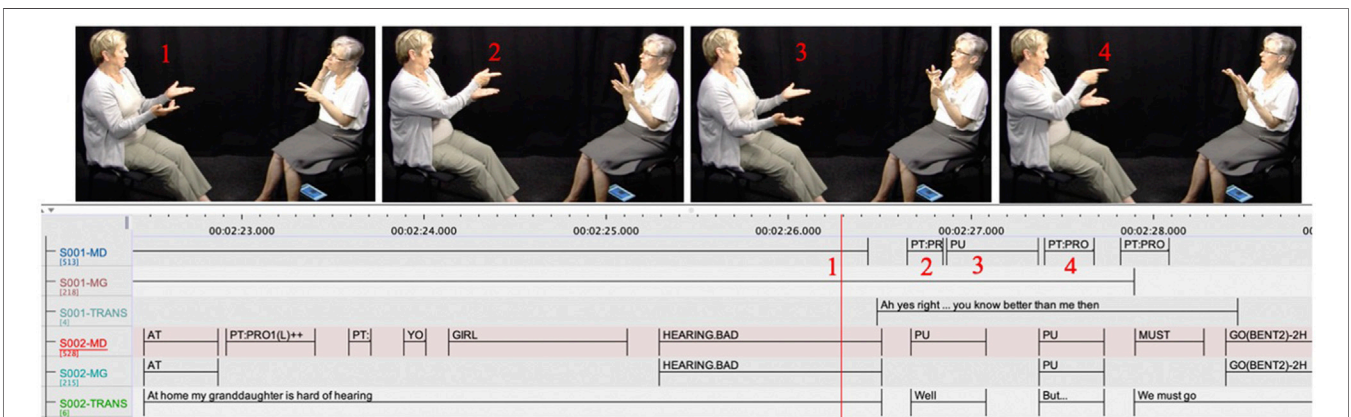 1 2 3 4
00:02:23.000 00:02:24.000 00:02:25.000 00:02:26.000 00:02:27.000 00:02:28.000 00
S001-MD [513] PT:PR PU PT:PRO PT:PRO
1 2 3 4
S001-MG [218]
S001-TRANS [4] Ah yes right ... you know better than me then
S002-MD [528] AT PT:PRO1(L)++ PT: YO GIRL HEARING.BAD PU PU MUST GO(BENT2)-2H
S002-MG [215] AT HEARING.BAD PU GO(BENT2)-2H
S002-TRANS [6] At home my granddaughter is hard of hearing Well But... We must go